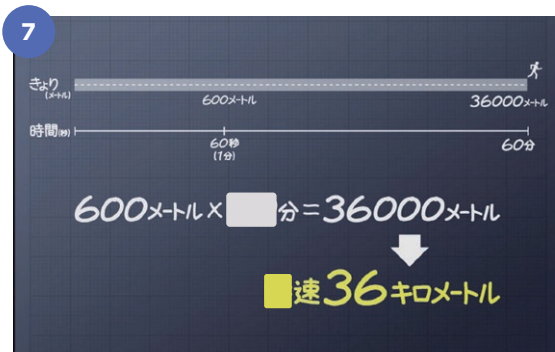 7
きょり
(メートル)
600メートル
36000メートル
時間(秒)
60秒
(1分)
60分
600メートル× 分=36000メートル
速36キロメートル